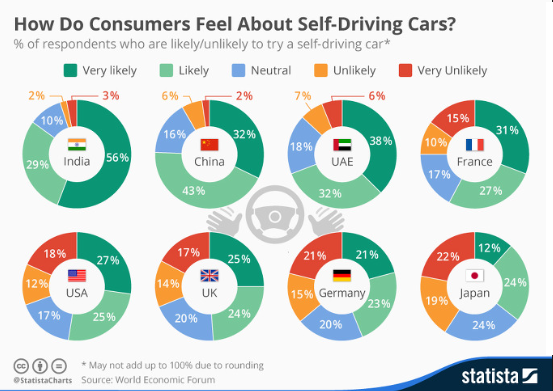 How Do Consumers Feel About Self-Driving Cars?
% of respondents who are likely/unlikely to try a self-driving car*
Very likely Likely Neutral Unlikely Very Unlikely
2% 3% 10% 29% 56% India
6% 2% 16% 32% 43% China
7% 6% 18% 38% 32% UAE
15% 31% 10% 17% 27% France
18% 27% 12% 17% 25% USA
17% 25% 14% 20% 24% UK
21% 21% 15% 23% 20% Germany
22% 12% 24% 19% 24% Japan
@StatistaCharts
* May not add up to 100% due to rounding
Source: World Economic Forum
statista